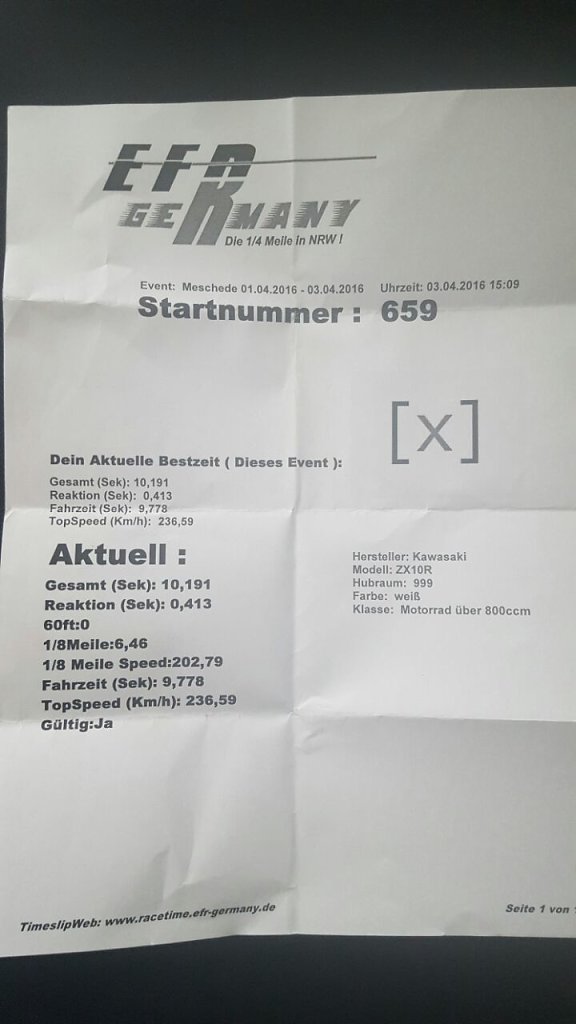 EFR
GERMANY
Die 1/4 Meile in NRW !
Event: Meschede 01.04.2016 - 03.04.2016 Uhrzeit: 03.04.2016 15:09
Startnummer : 659
[x]
Dein Aktuelle Bestzeit ( Dieses Event ):
Gesamt (Sek): 10,191
Reaktion (Sek): 0,413
Fahrzeit (Sek): 9,778
TopSpeed (Km/h): 236,59
Aktuell :
Gesamt (Sek): 10,191
Reaktion (Sek): 0,413
60ft:0
1/8Meile:6,46
1/8 Meile Speed:202,79
Fahrzeit (Sek): 9,778
TopSpeed (Km/h): 236,59
Gültig:Ja
Hersteller: Kawasaki
Modell: ZX10R
Hubraum: 999
Farbe: weiß
Klasse: Motorrad über 800ccm
TimeslipWeb: www.racetime.efr-germany.de
Seite 1 von